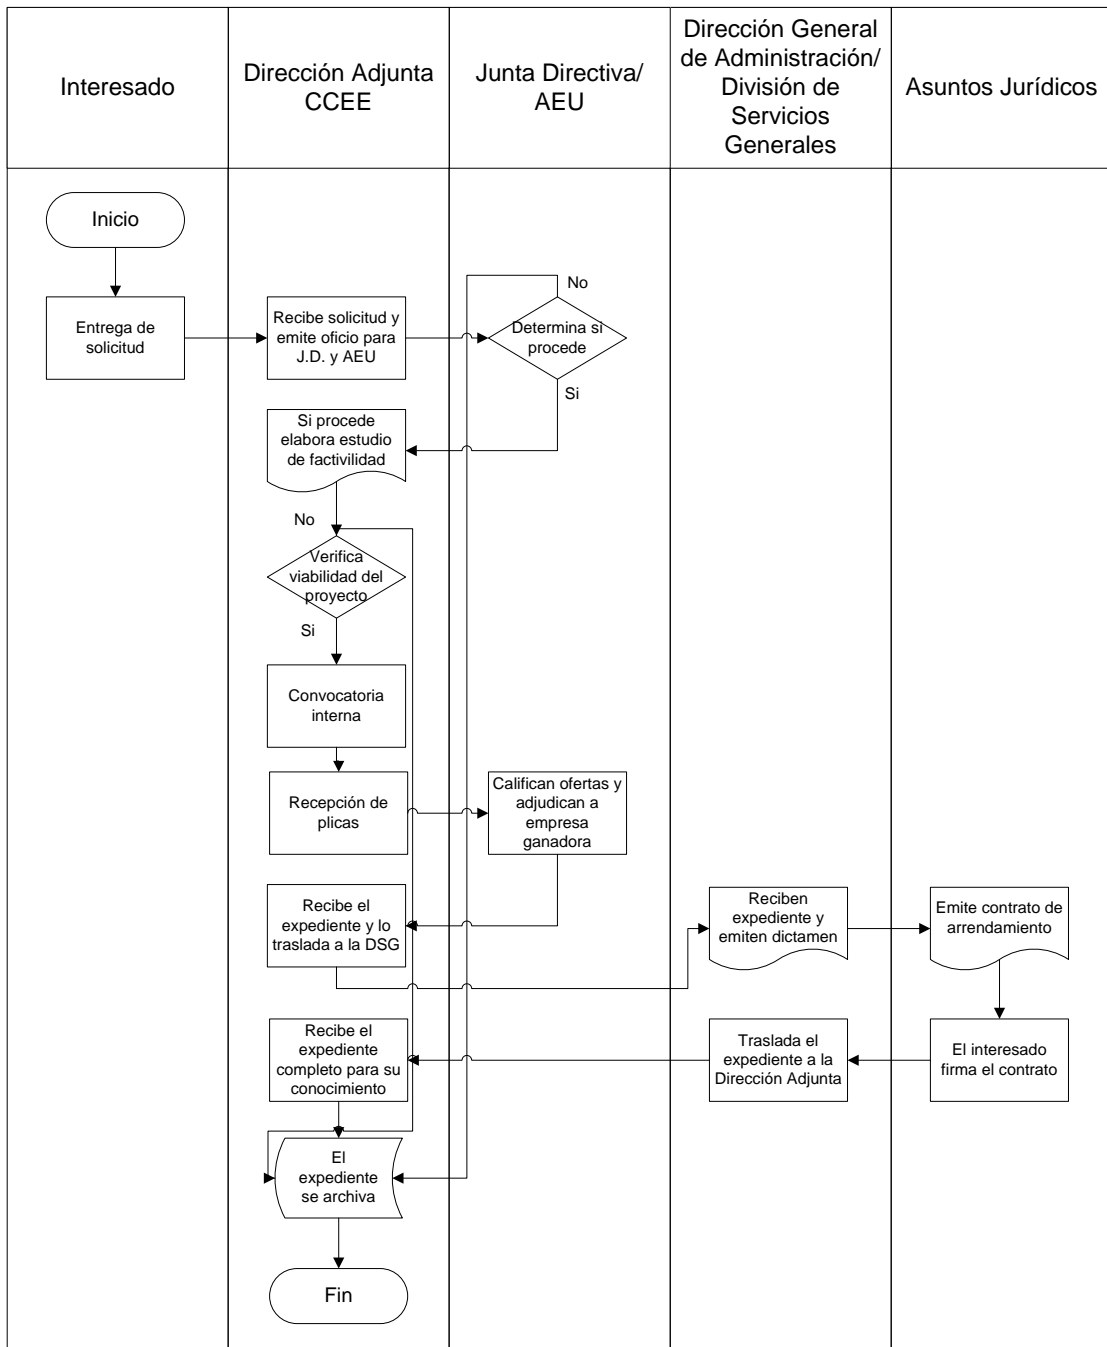 Interesado
Dirección Adjunta
CCEE
Junta Directiva/
AEU
Dirección General
de Administración/
División de
Servicios
Generales
Asuntos Jurídicos
Inicio
Entrega de
solicitud
Recibe solicitud y
emite oficio para
J.D. y AEU
No
Determina si
procede
Si
Si procede
elabora estudio
de factivilidad
No
Verifica
viabilidad del
proyecto
Si
Convocatoria
interna
Recepción de
plicas
Califican ofertas y
adjudican a
empresa
ganadora
Recibe el
expediente y lo
traslada a la DSG
Reciben
expediente y
emiten dictamen
Emite contrato de
arrendamiento
Recibe el
expediente
completo para su
conocimiento
Traslada el
expediente a la
Dirección Adjunta
El interesado
firma el contrato
El
expediente
se archiva
Fin